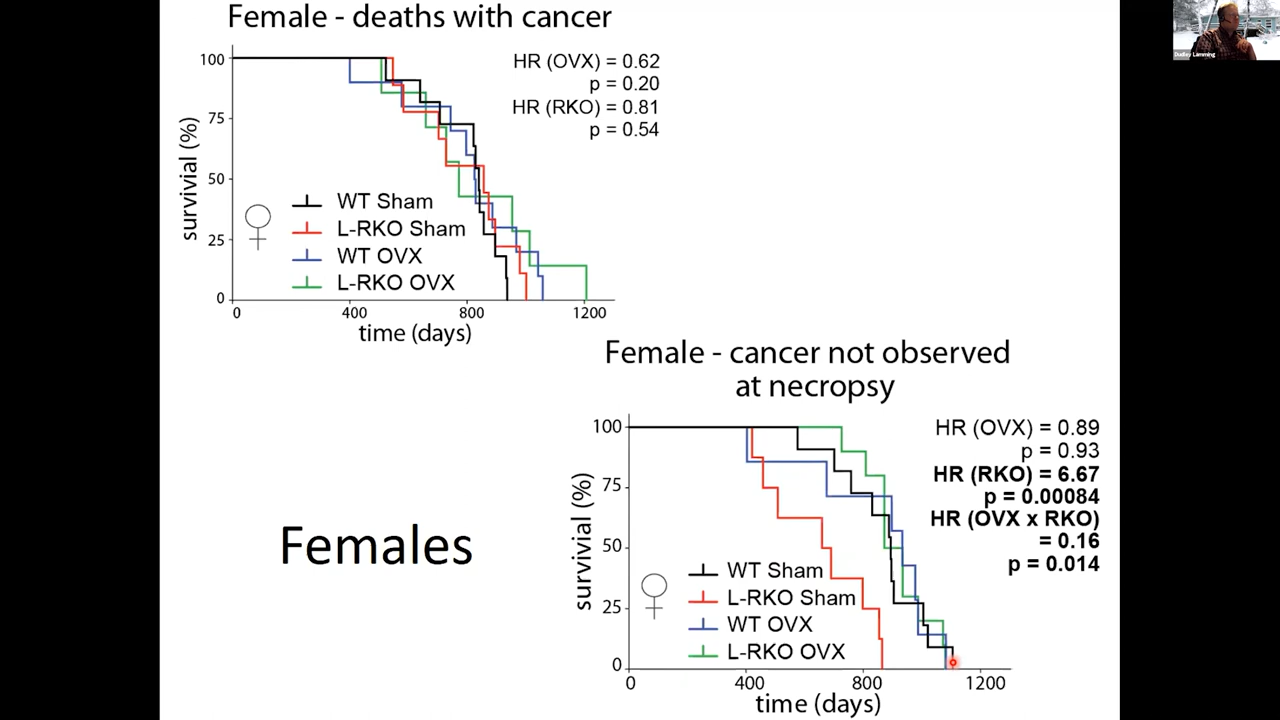 Female - deaths with cancer
HR (OVX) = 0.62
p = 0.20
HR (RKO) = 0.81
p = 0.54
survivial (%)
100
75
50
25
0
WT Sham
L-RKO Sham
WT OVX
L-RKO OVX
0
400
800
1200
time (days)
Dudley Lamming
Female - cancer not observed
at necropsy
HR (OVX) = 0.89
p = 0.93
HR (RKO) = 6.67
p = 0.00084
HR (OVX x RKO)
= 0.16
p = 0.014
survivial (%)
100
75
50
25
0
WT Sham
L-RKO Sham
WT OVX
L-RKO OVX
0
400
800
1200
time (days)
Females